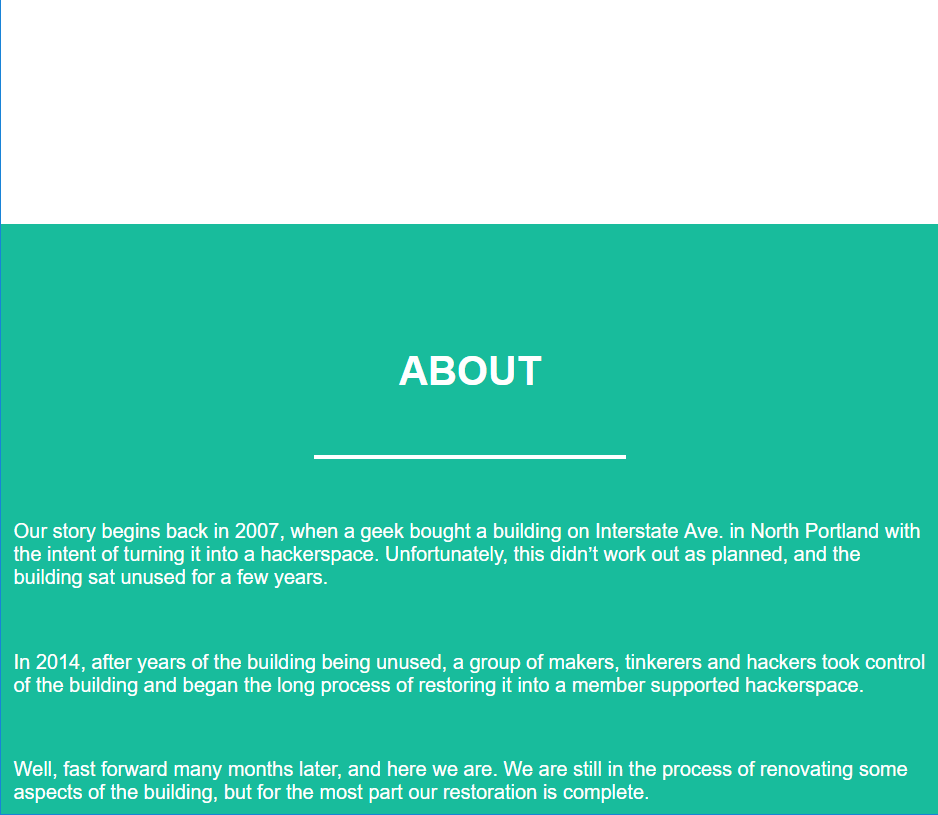 ABOUT
Our story begins back in 2007, when a geek bought a building on Interstate Ave. in North Portland with
the intent of turning it into a hackerspace. Unfortunately, this didn’t work out as planned, and the
building sat unused for a few years.
In 2014, after years of the building being unused, a group of makers, tinkerers and hackers took control
of the building and began the long process of restoring it into a member supported hackerspace.
Well, fast forward many months later, and here we are. We are still in the process of renovating some
aspects of the building, but for the most part our restoration is complete.